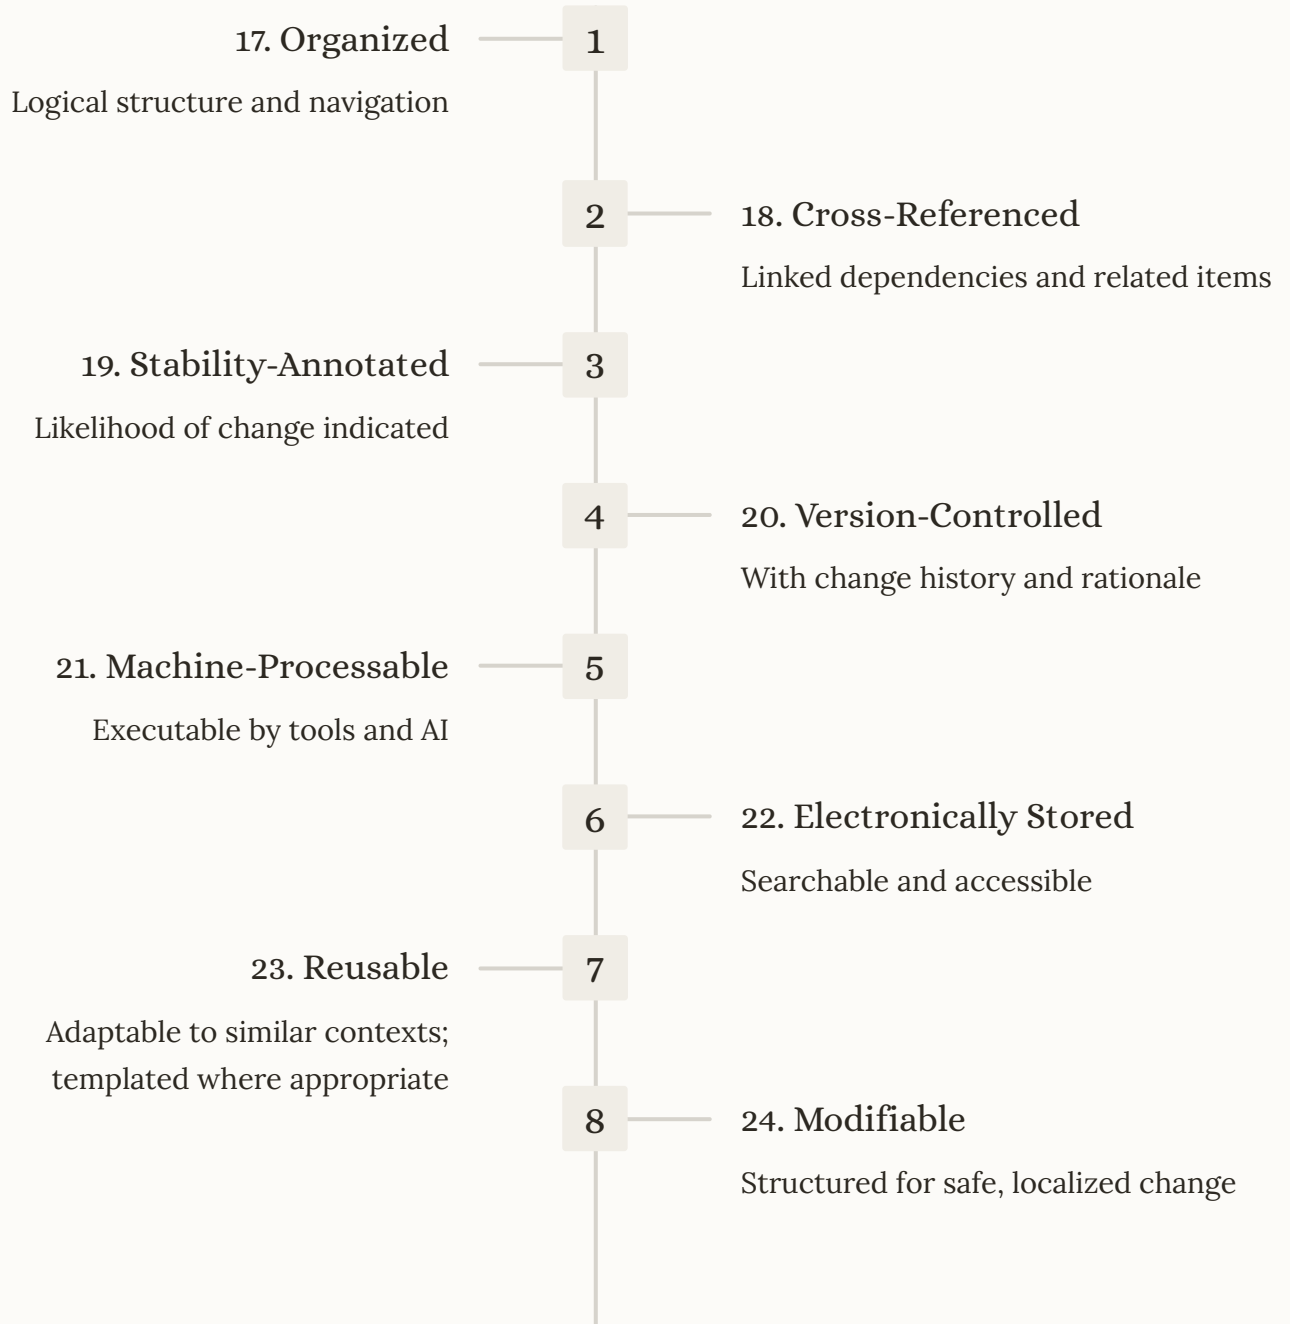 17. Organized
1
Logical structure and navigation
2
18. Cross-Referenced
Linked dependencies and related items
19. Stability-Annotated
3
Likelihood of change indicated
4
20. Version-Controlled
With change history and rationale
21. Machine-Processable
5
Executable by tools and AI
6
22. Electronically Stored
Searchable and accessible
23. Reusable
7
Adaptable to similar contexts;
templated where appropriate
8
24. Modifiable
Structured for safe, localized change